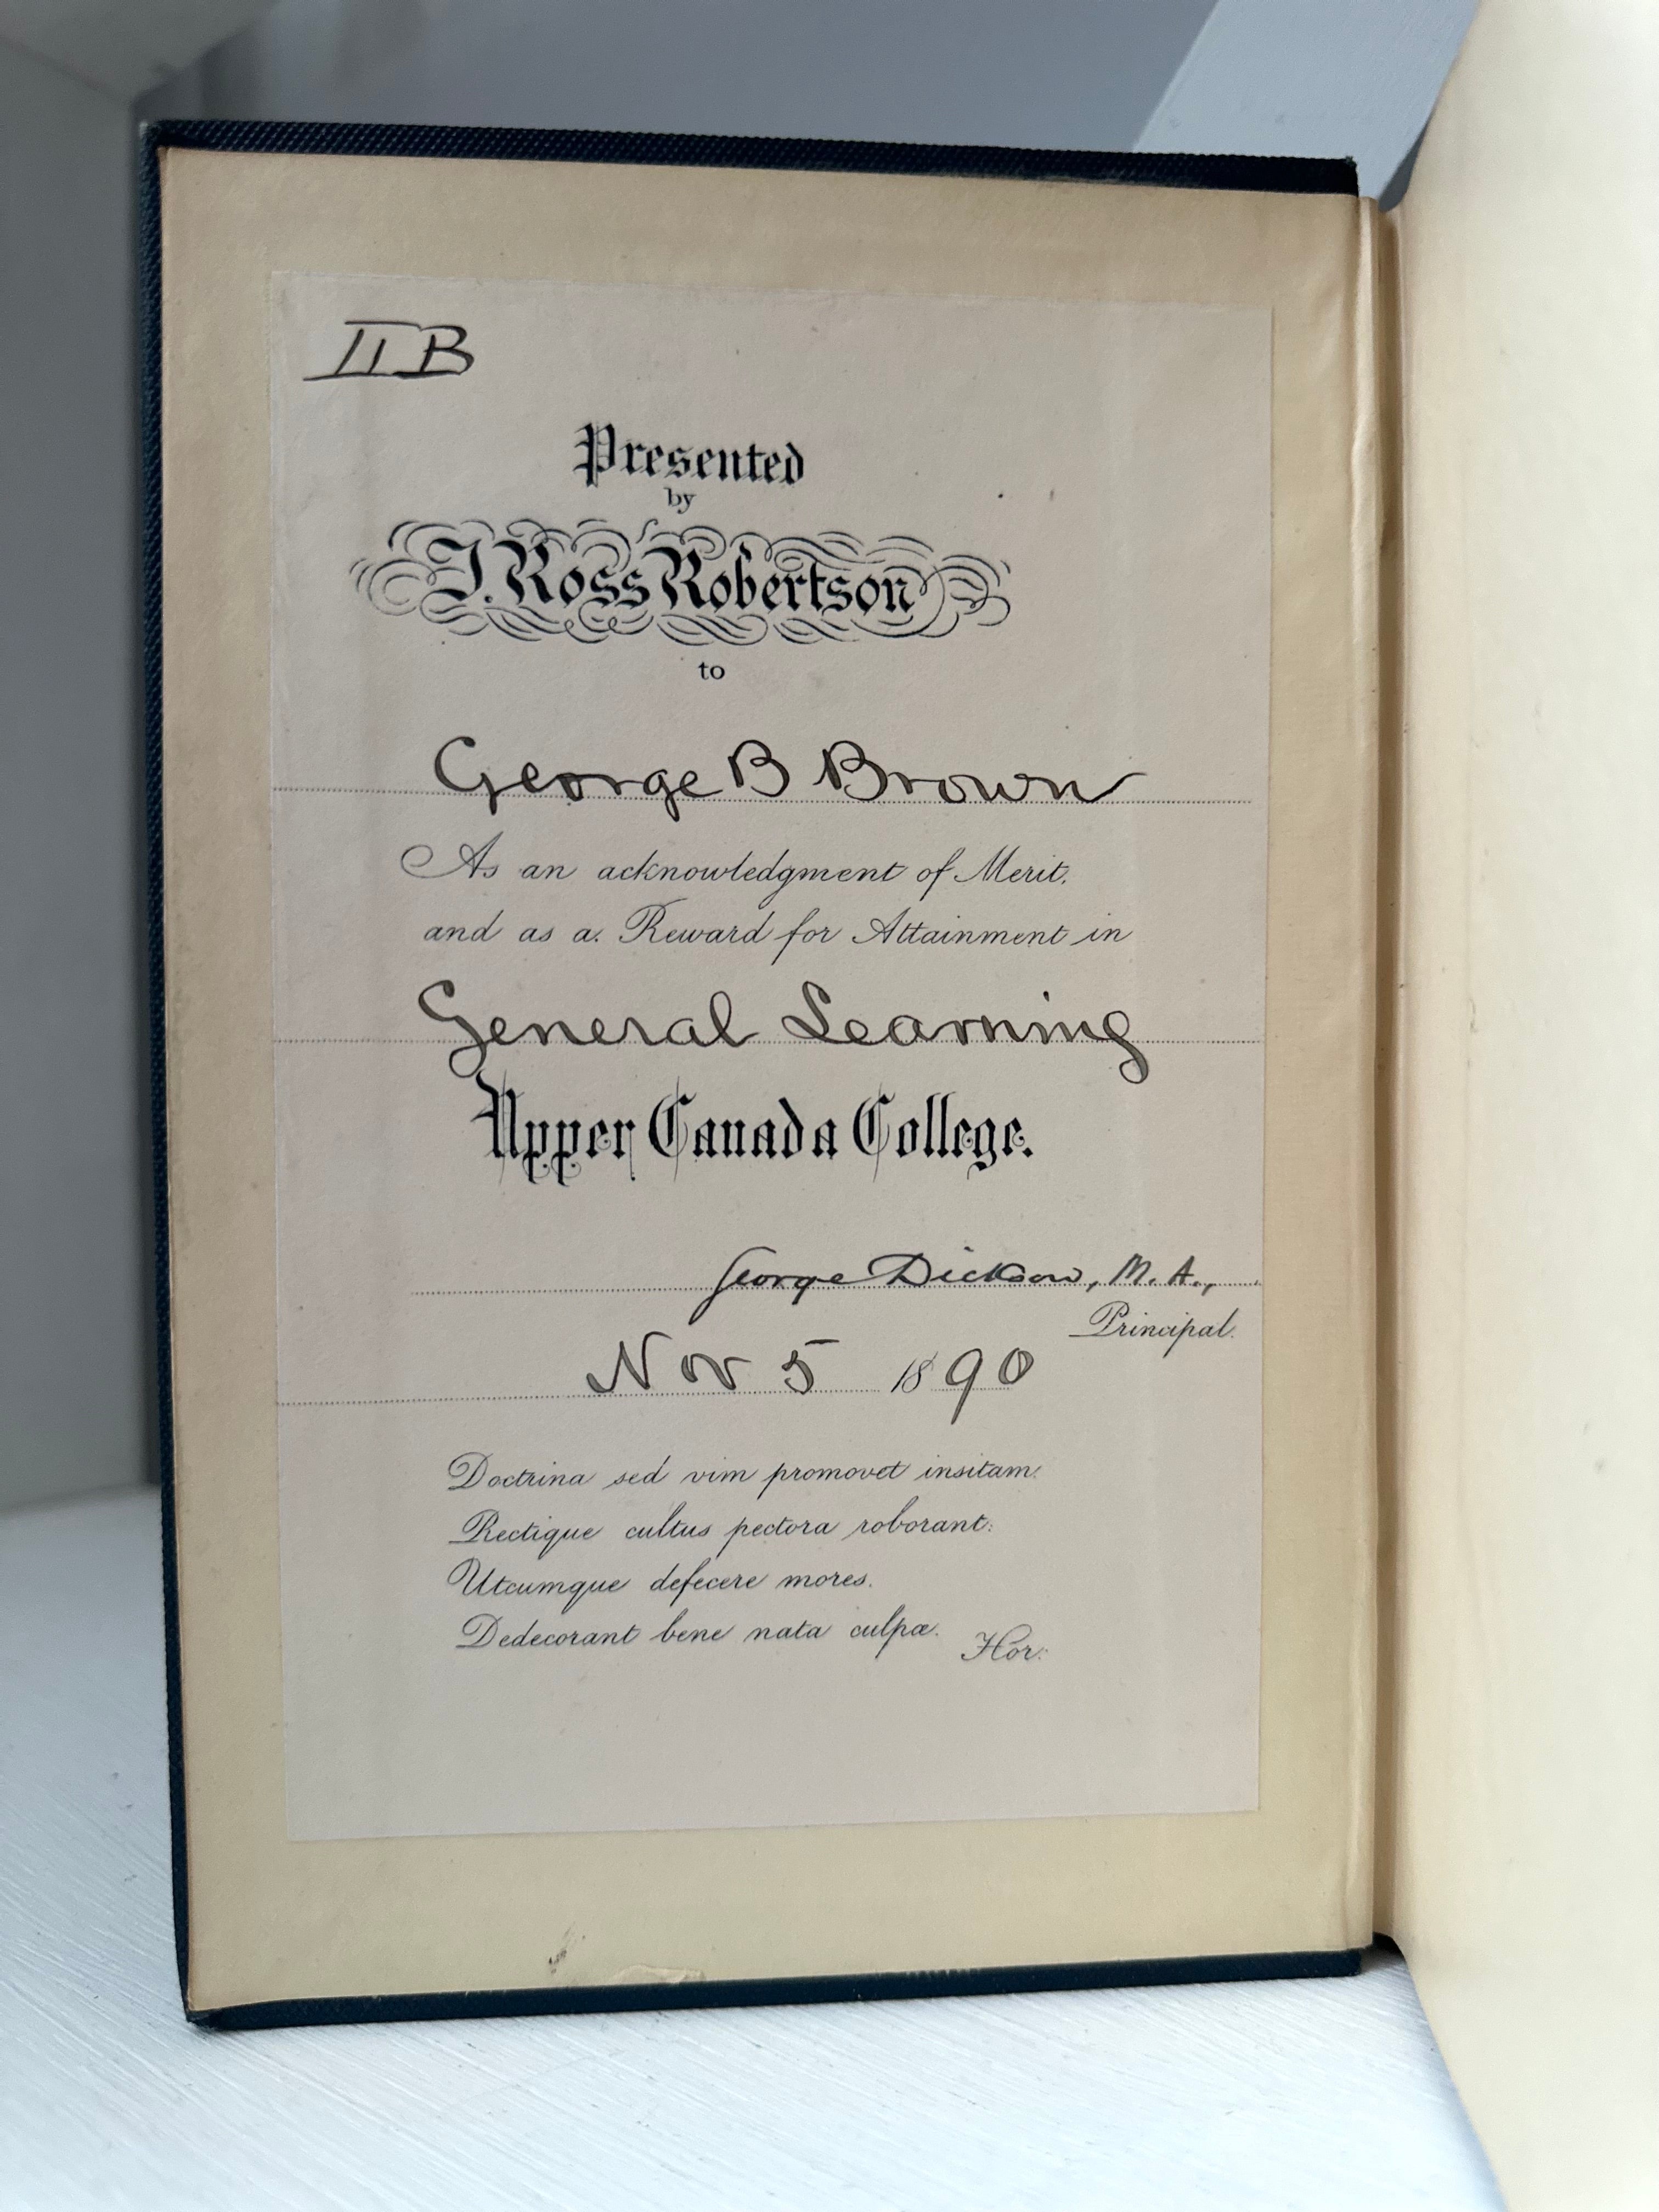 II B
Presented
by
J. Ross Robertson
to
George B Brown
As an acknowledgment of Merit.
and as a Reward for Attainment in
General Learning
Upper Canada College.
George Dickson, M.A.,
Principal.
Nov 5 1890
Doctrina sed vim promovet insitam.
Rectique cultus pectora roborant:
Utcumque defecere mores.
Dedecorant bene nata culpæ.
Hor: